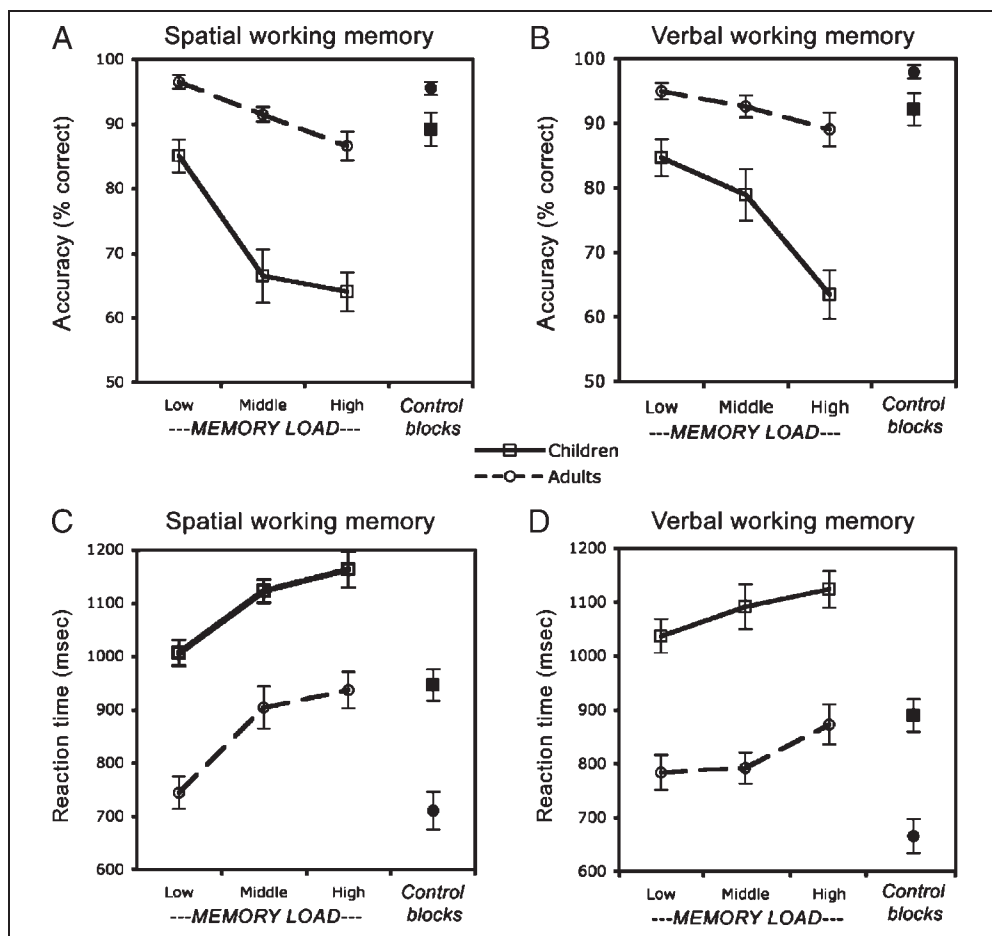 A Spatial working memory
Accuracy (% correct)
100
90
80
70
60
50
Low Middle High Control
---MEMORY LOAD--- blocks
B Verbal working memory
Accuracy (% correct)
100
90
80
70
60
50
Low Middle High Control
---MEMORY LOAD--- blocks
Children
Adults
C Spatial working memory
Reaction time (msec)
1200
1100
1000
900
800
700
600
Low Middle High Control
---MEMORY LOAD--- blocks
D Verbal working memory
Reaction time (msec)
1200
1100
1000
900
800
700
600
Low Middle High Control
---MEMORY LOAD--- blocks